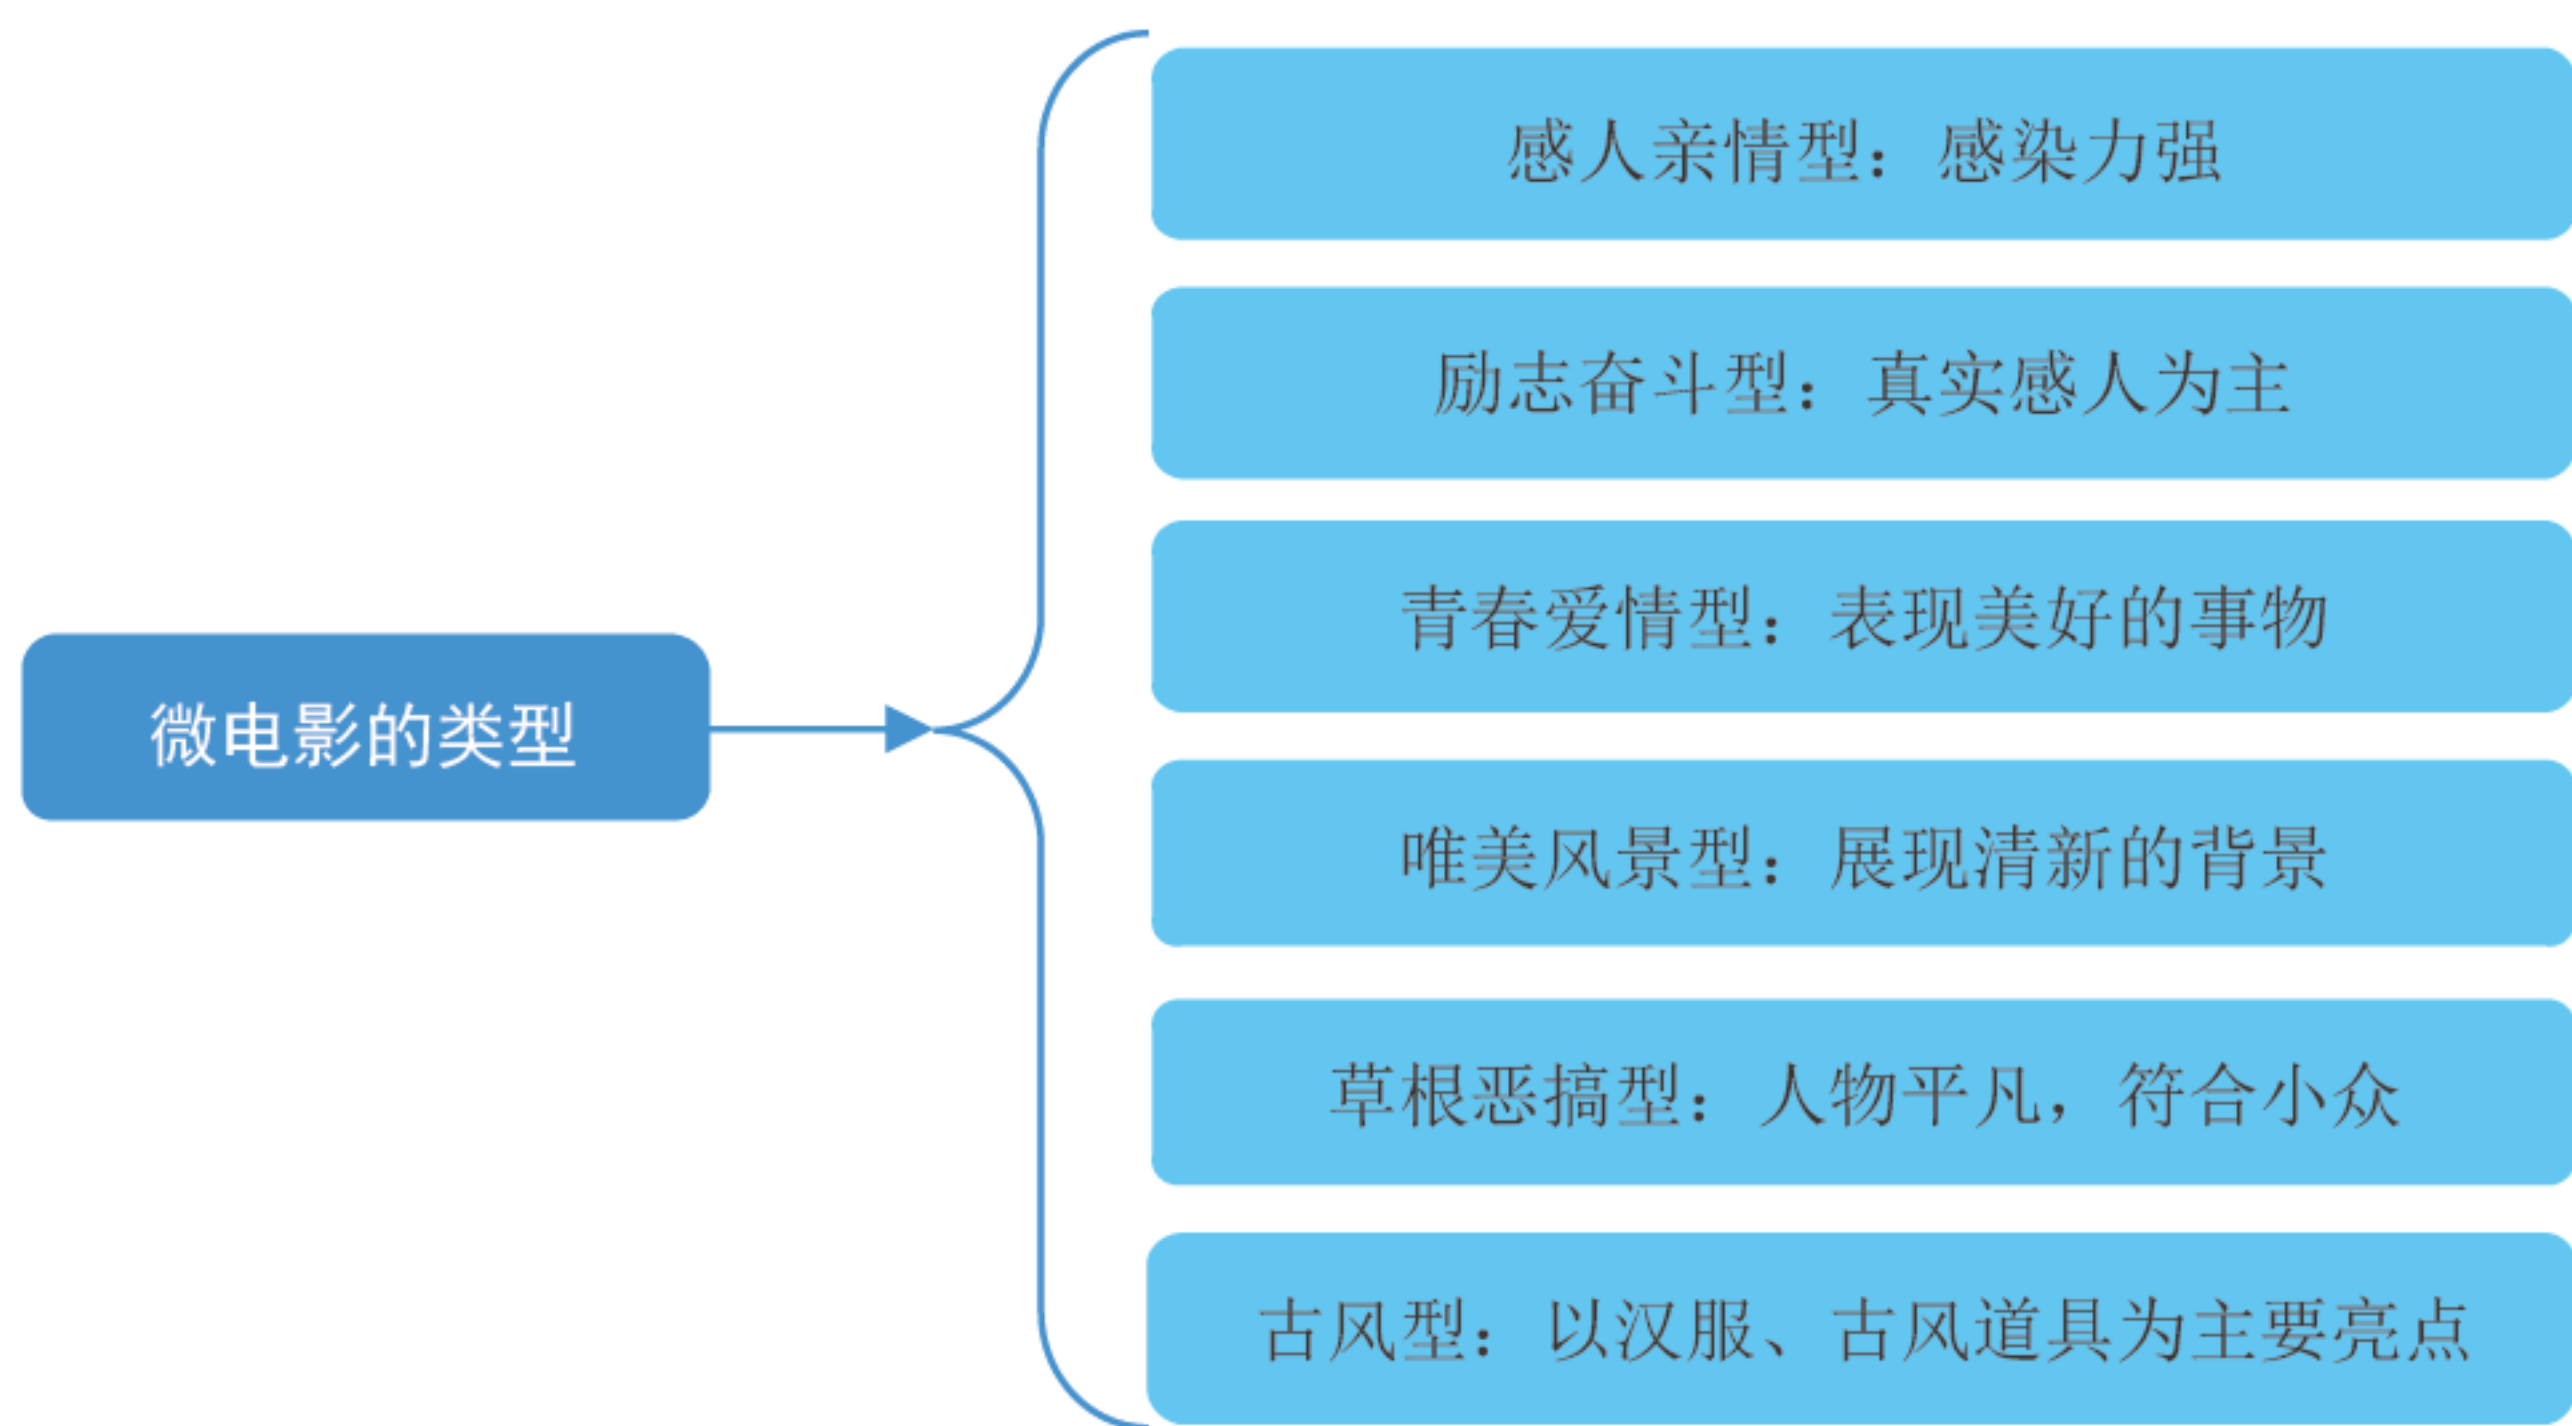 微电影的类型
感人亲情型：感染力强
励志奋斗型：真实感人为主
青春爱情型：表现美好的事物
唯美风景型：展现清新的背景
草根恶搞型：人物平凡，符合小众
古风型：以汉服、古风道具为主要亮点